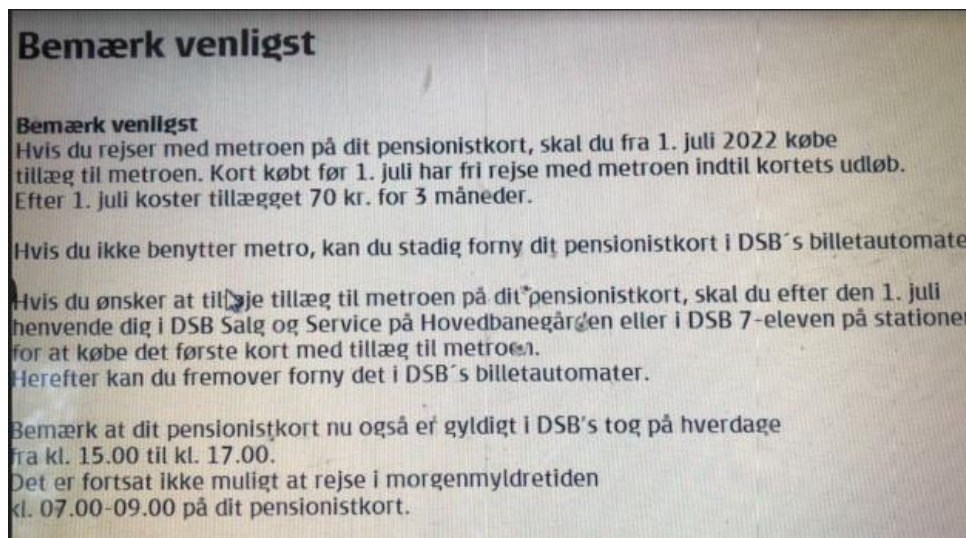 Bemærk venligst
Bemærk venligst
Hvis du rejser med metroen på dit pensionistkort, skal du fra 1. juli 2022 købe
tillæg til metroen. Kort købt før 1. juli har fri rejse med metroen indtil kortets udløb.
Efter 1. juli koster tillægget 70 kr. for 3 måneder.
Hvis du ikke benytter metro, kan du stadig forny dit pensionistkort i DSB´s billetautomate
Hvis du ønsker at tilføje tillæg til metroen på dit pensionistkort, skal du efter den 1. juli
henvende dig i DSB Salg og Service på Hovedbanegården eller i DSB 7-eleven på statione
for at købe det første kort med tillæg til metroen.
Herefter kan du fremover forny det i DSB´s billetautomater.
Bemærk at dit pensionistkort nu også er gyldigt i DSB's tog på hverdage
fra kl. 15.00 til kl. 17.00.
Det er fortsat ikke muligt at rejse i morgenmyldretiden
kl. 07.00-09.00 på dit pensionistkort.